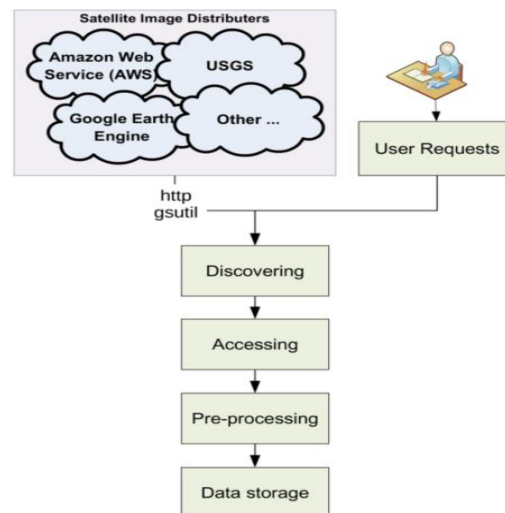 Satellite Image Distributers
Amazon Web
Service (AWS)
USGS
Google Earth
Engine
Other ...
User Requests
http
gsutil
Discovering
Accessing
Pre-processing
Data storage